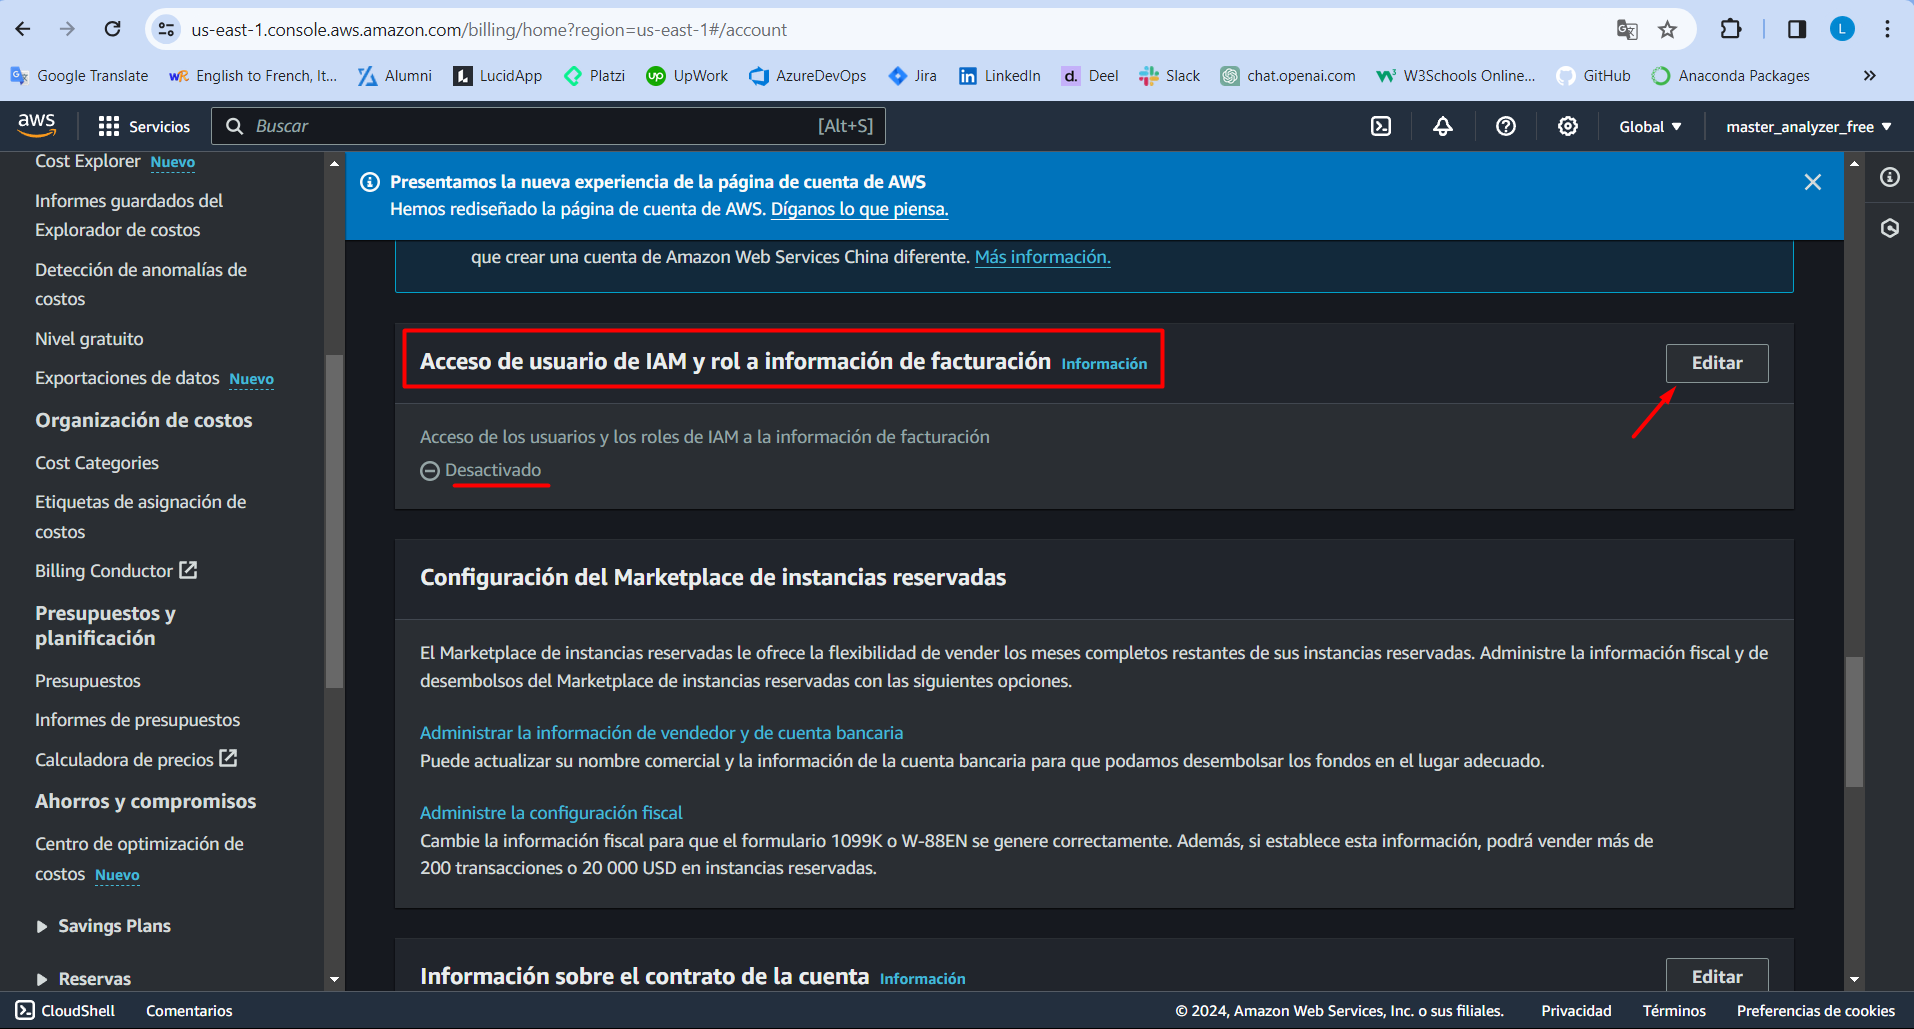 us-east-1.console.aws.amazon.com/billing/home?region=us-east-1#/account
L
Google Translate
English to French, It...
Alumni
LucidApp
Platzi
UpWork
AzureDevOps
Jira
LinkedIn
Deel
Slack
chat.openai.com
W3Schools Online...
GitHub
Anaconda Packages
aws
Servicios
Buscar
[Alt+S]
Global
master_analyzer_free
Cost Explorer Nuevo
Informes guardados del
Explorador de costos
Detección de anomalías de
costos
Nivel gratuito
Exportaciones de datos Nuevo
Organización de costos
Cost Categories
Etiquetas de asignación de
costos
Billing Conductor
Presupuestos y
planificación
Presupuestos
Informes de presupuestos
Calculadora de precios
Ahorros y compromisos
Centro de optimización de
costos Nuevo
Savings Plans
Reservas
Presentamos la nueva experiencia de la página de cuenta de AWS
Hemos rediseñado la página de cuenta de AWS. Díganos lo que piensa.
que crear una cuenta de Amazon Web Services China diferente. Más información.
Acceso de usuario de IAM y rol a información de facturación Información
Editar
Acceso de los usuarios y los roles de IAM a la información de facturación
Desactivado
Configuración del Marketplace de instancias reservadas
El Marketplace de instancias reservadas le ofrece la flexibilidad de vender los meses completos restantes de sus instancias reservadas. Administre la información fiscal y de
desembolsos del Marketplace de instancias reservadas con las siguientes opciones.
Administrar la información de vendedor y de cuenta bancaria
Puede actualizar su nombre comercial y la información de la cuenta bancaria para que podamos desembolsar los fondos en el lugar adecuado.
Administre la configuración fiscal
Cambie la información fiscal para que el formulario 1099K o W-88EN se genere correctamente. Además, si establece esta información, podrá vender más de
200 transacciones o 20 000 USD en instancias reservadas.
Información sobre el contrato de la cuenta Información
Editar
CloudShell
Comentarios
© 2024, Amazon Web Services, Inc. o sus filiales.
Privacidad
Términos
Preferencias de cookies